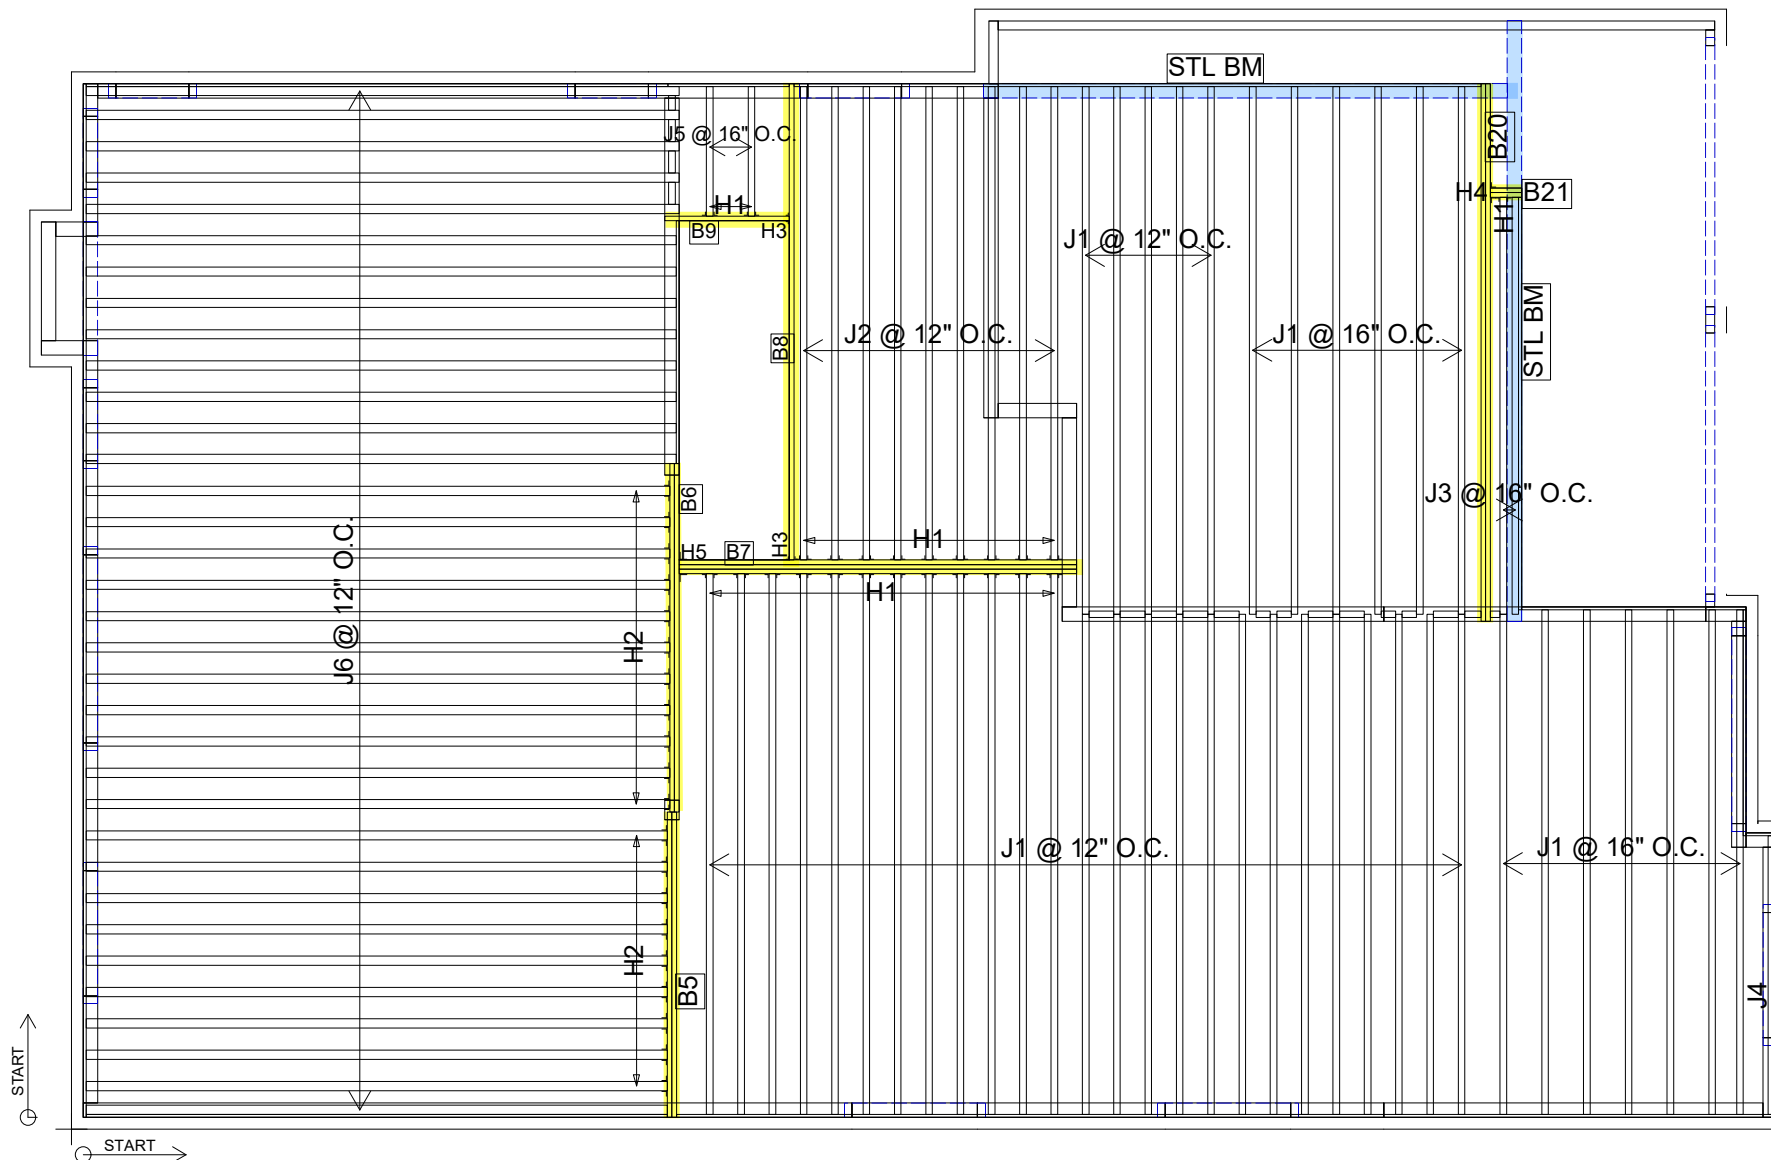 STL BM
B20
J5 @ 16" O.C.
H1
B9
H3
H4
B21
H1
J1 @ 12" O.C.
STL BM
J2 @ 12" O.C.
J1 @ 16" O.C.
B8
B6
J3 @ 16" O.C.
J6 @ 12" O.C.
H5
B7
H3
H1
H1
H2
J1 @ 12" O.C.
J1 @ 16" O.C.
H2
B5
J4
START
START